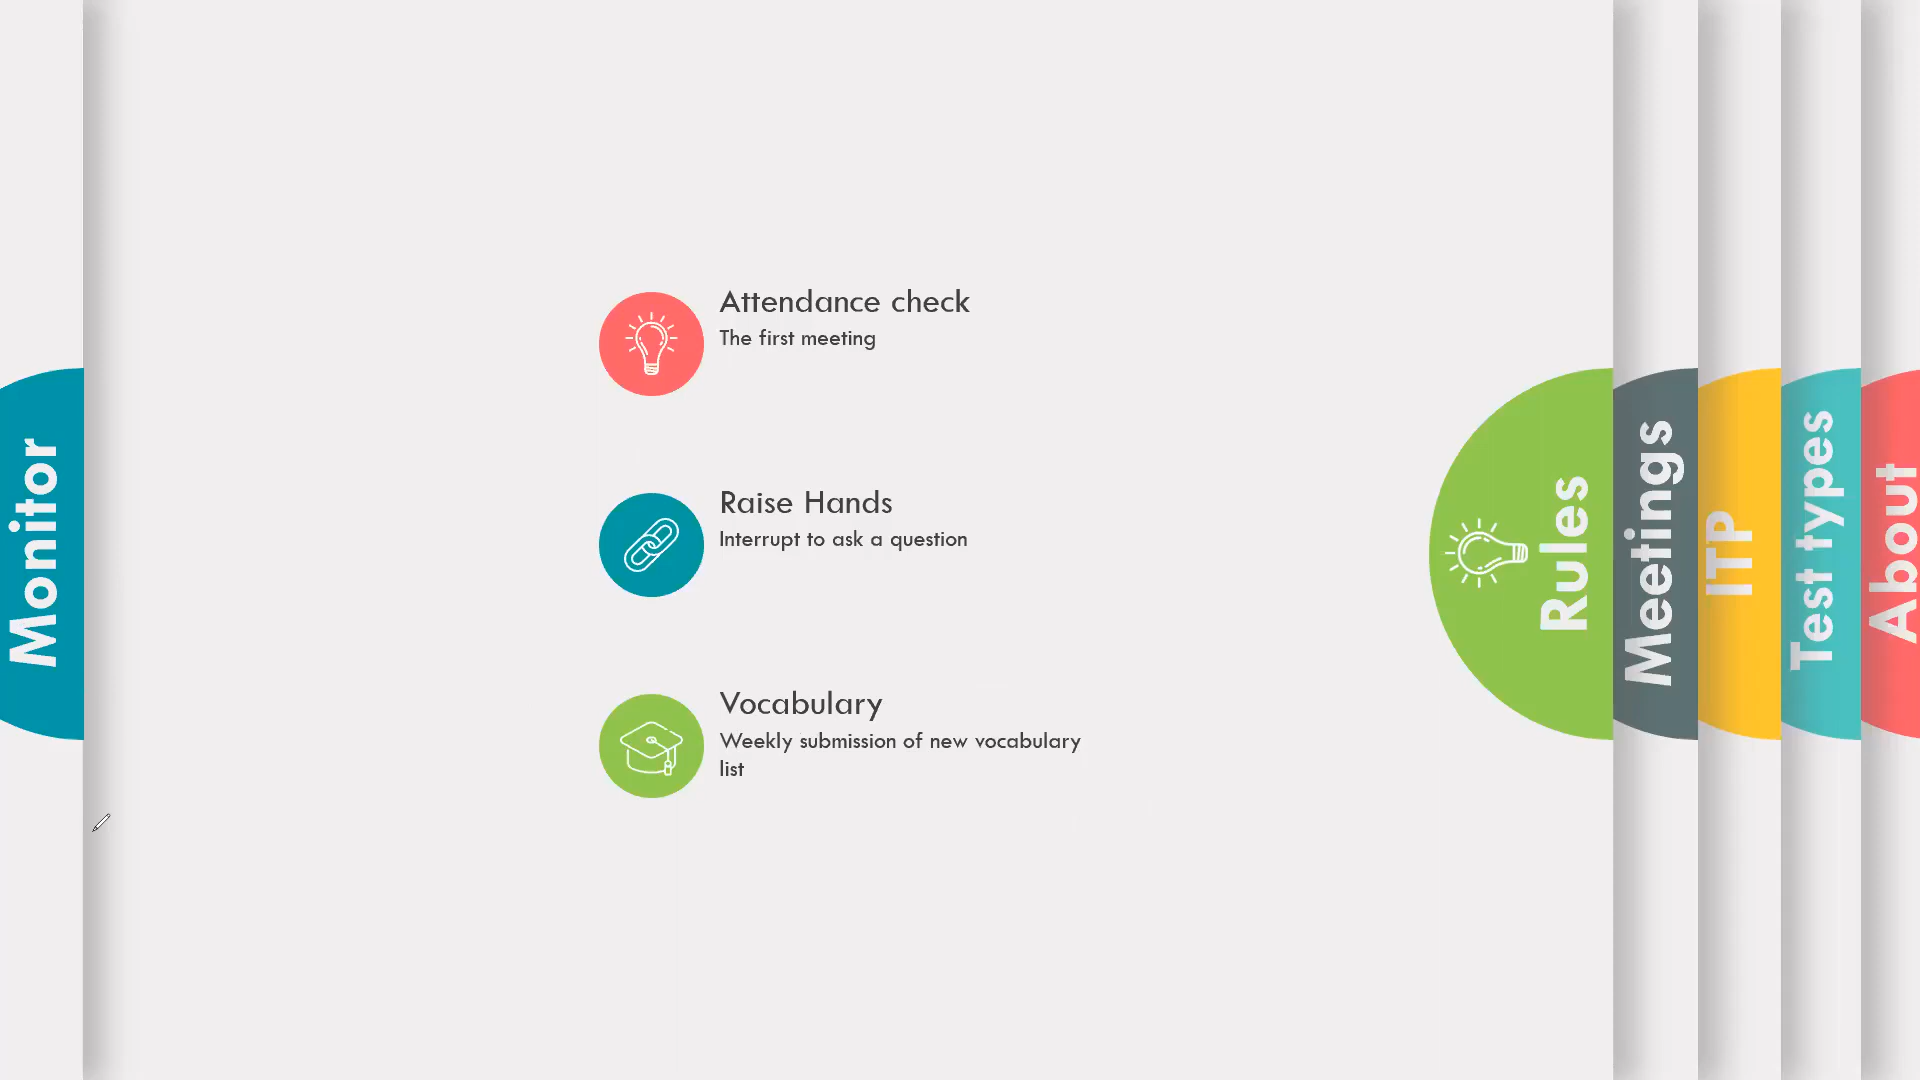 Monitor
Attendance check
The first meeting
Raise Hands
Interrupt to ask a question
Vocabulary
Weekly submission of new vocabulary
list
Rules
Meetings
ITP
Test types
About